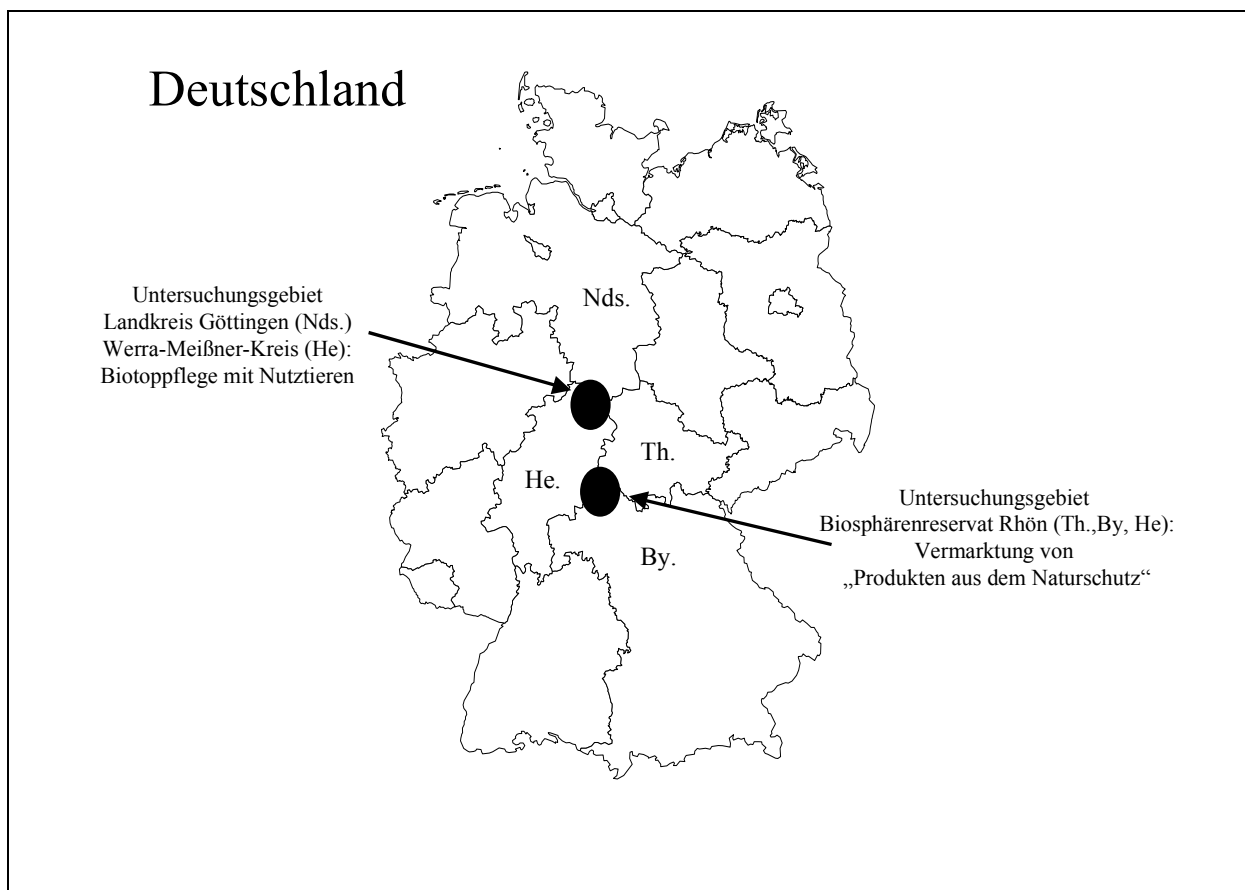 Deutschland
Nds.
Untersuchungsgebiet
Landkreis Göttingen (Nds.)
Werra-Meißner-Kreis (He):
Biotoppflege mit Nutztieren
Th.
He.
Untersuchungsgebiet
Biosphärenreservat Rhön (Th.,By, He):
Vermarktung von
„Produkten aus dem Naturschutz“
By.